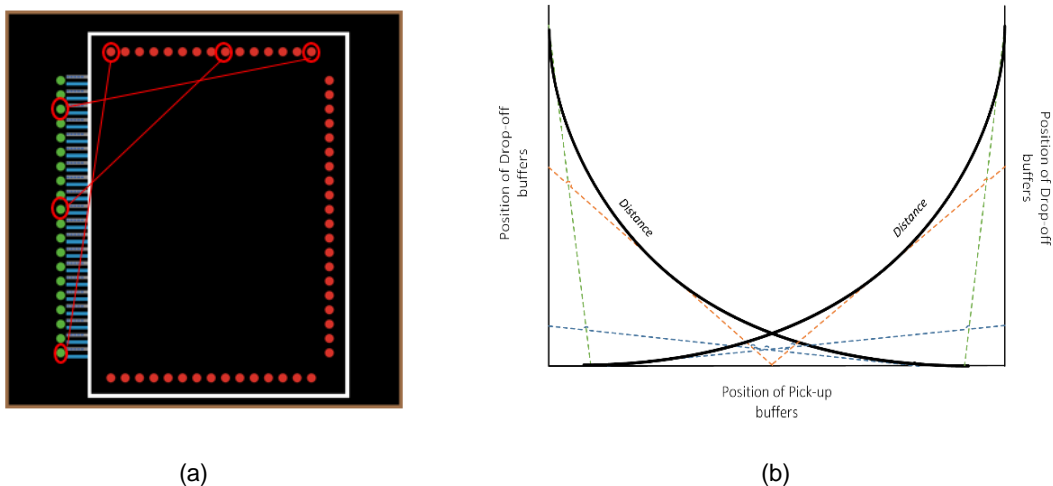 Position of Drop-off
buffers
Distance
Distance
Position of Drop-off
buffers
Position of Pick-up
buffers
(a)
(b)